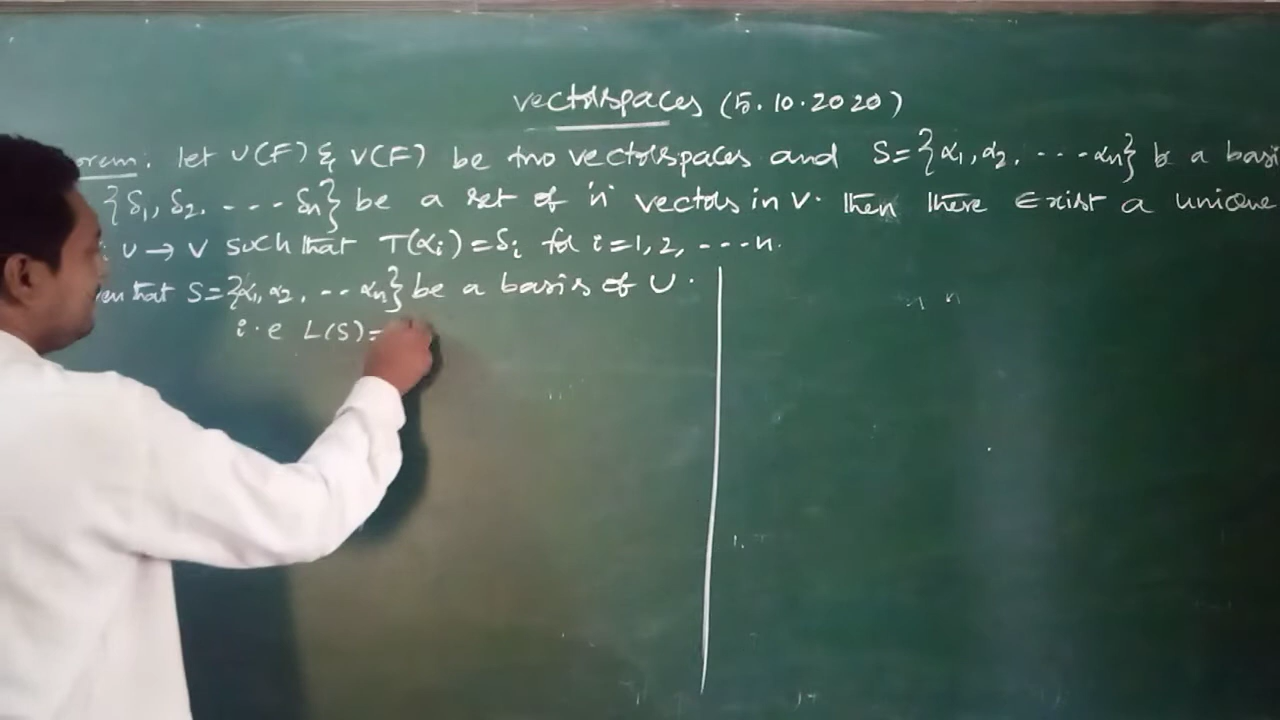 vectorspaces (5.10.2020)
orem. let U(F) & V(F) be two vectorspaces and S={α1, α2, ---- αn} be a basi
{δ1, δ2, ---- δn} be a set of 'n' vectors in V. Then there exist a unique
: U → V such that T(αi) = δi for i=1, 2, ---n.
en that S={α1, α2, --- αn} be a basis of U.
i.e L(S)=